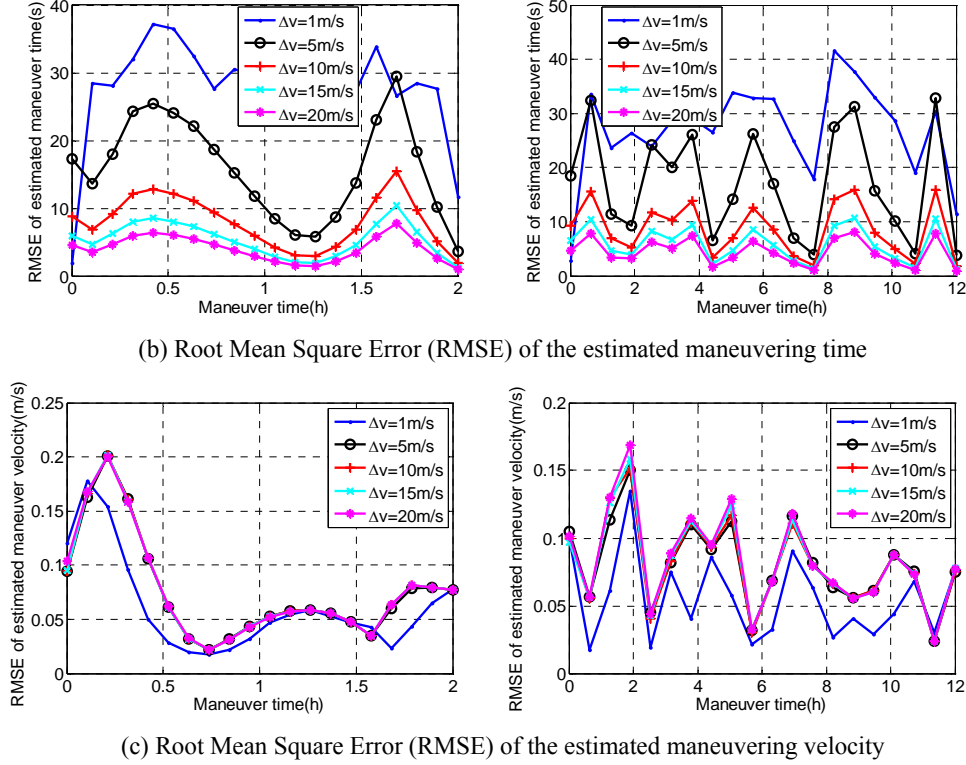 RMSE of estimated maneuver time(s)
40
30
20
10
0
0
0.5
1
1.5
2
Maneuver time(h)
Δv=1m/s
Δv=5m/s
Δv=10m/s
Δv=15m/s
Δv=20m/s
RMSE of estimated maneuver time(s)
50
40
30
20
10
0
0
2
4
6
8
10
12
Maneuver time(h)
Δv=1m/s
Δv=5m/s
Δv=10m/s
Δv=15m/s
Δv=20m/s
(b) Root Mean Square Error (RMSE) of the estimated maneuvering time
RMSE of estimated maneuver velocity(m/s)
0.25
0.2
0.15
0.1
0.05
0
0
0.5
1
1.5
2
Maneuver time(h)
Δv=1m/s
Δv=5m/s
Δv=10m/s
Δv=15m/s
Δv=20m/s
RMSE of estimated maneuver velocity(m/s)
0.2
0.15
0.1
0.05
0
0
2
4
6
8
10
12
Maneuver time(h)
Δv=1m/s
Δv=5m/s
Δv=10m/s
Δv=15m/s
Δv=20m/s
(c) Root Mean Square Error (RMSE) of the estimated maneuvering velocity